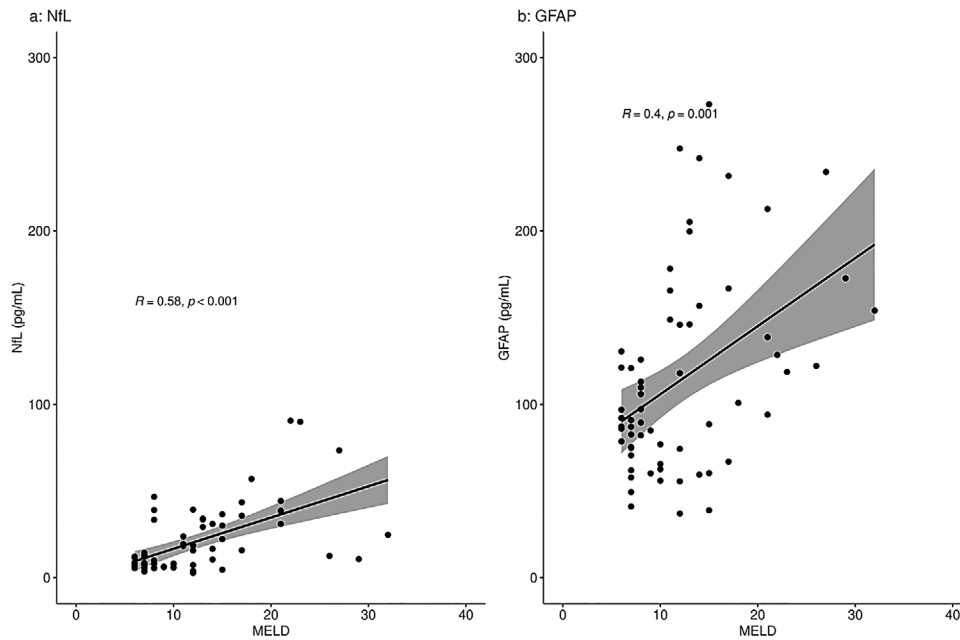 a: NfL
300
200
NfL (pg/mL)
R = 0.58, p < 0.001
100
0
0 10 20 30 40
MELD
b: GFAP
300
R = 0.4, p = 0.001
200
GFAP (pg/mL)
100
0
0 10 20 30 40
MELD